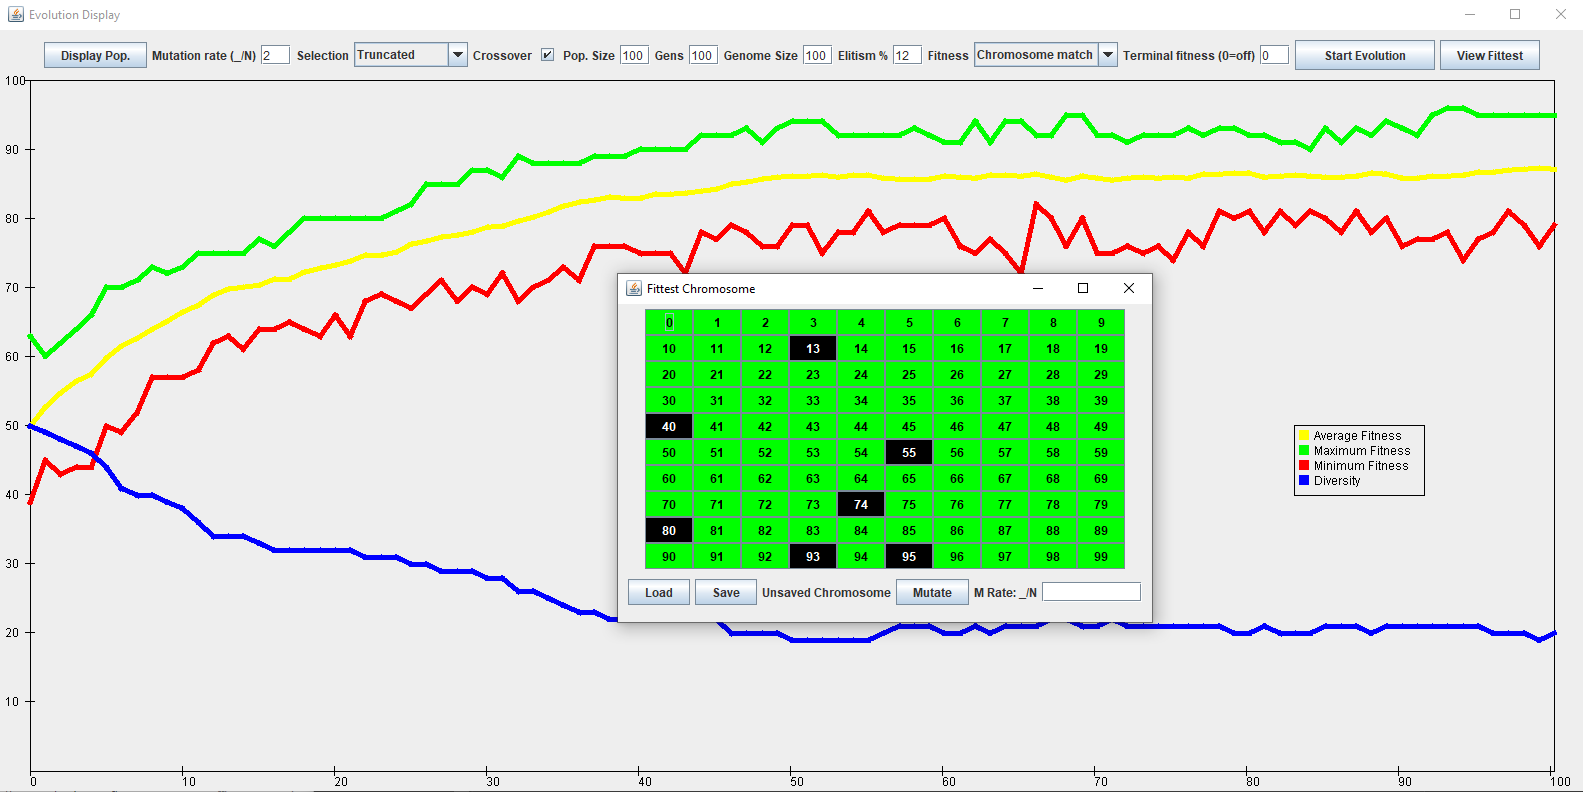 Evolution Display
Display Pop. Mutation rate (_/N) 2 Selection Truncated Crossover Pop. Size 100 Gens 100 Genome Size 100 Elitism % 12 Fitness Chromosome match Terminal fitness (0=off) 0 Start Evolution View Fittest
100
90
80
70
60
50
40
30
20
10
Fittest Chromosome
0 1 2 3 4 5 6 7 8 9
10 11 12 13 14 15 16 17 18 19
20 21 22 23 24 25 26 27 28 29
30 31 32 33 34 35 36 37 38 39
40 41 42 43 44 45 46 47 48 49
50 51 52 53 54 55 56 57 58 59
60 61 62 63 64 65 66 67 68 69
70 71 72 73 74 75 76 77 78 79
80 81 82 83 84 85 86 87 88 89
90 91 92 93 94 95 96 97 98 99
Load Save Unsaved Chromosome Mutate M Rate: _/N
Average Fitness
Maximum Fitness
Minimum Fitness
Diversity
0 10 20 30 40 50 60 70 80 90 100